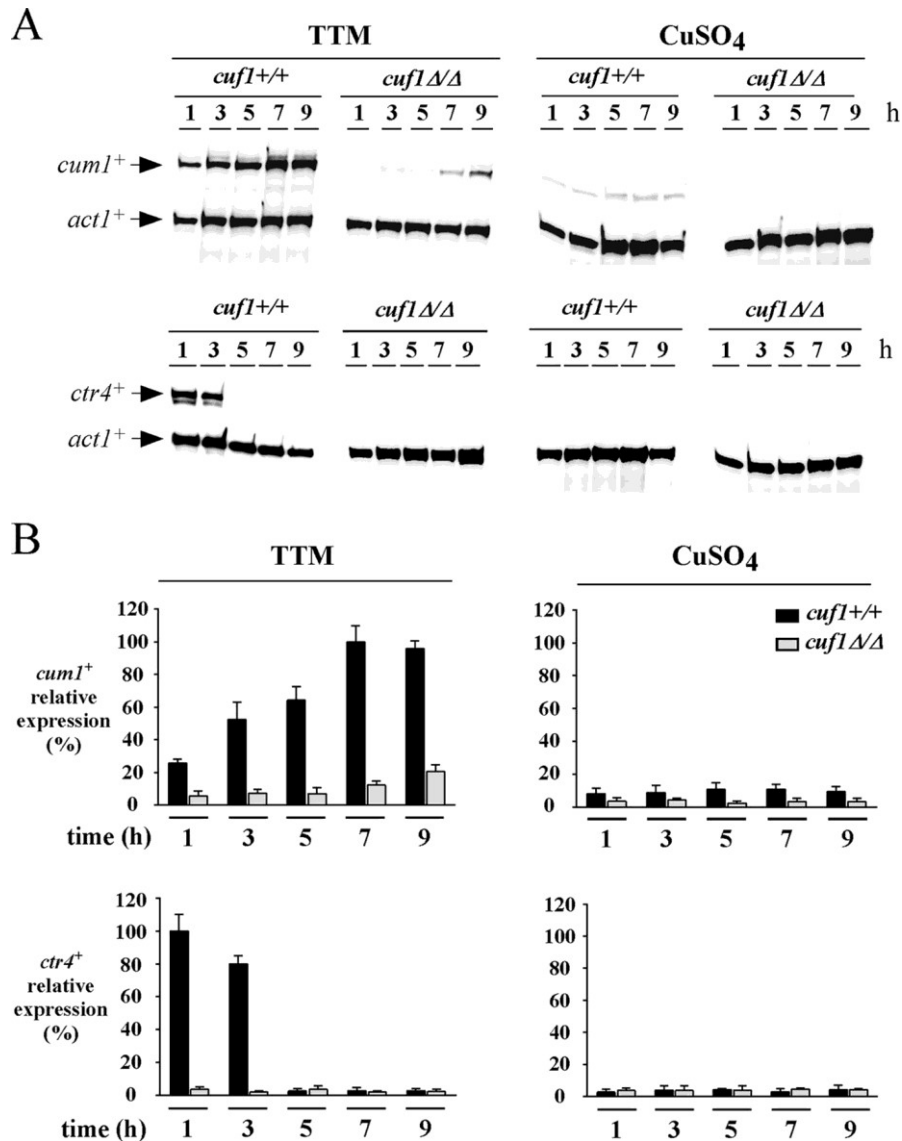 A
TTM CuSO4
cuf1+/+ cuf1Δ/Δ cuf1+/+ cuf1Δ/Δ
1 3 5 7 9 1 3 5 7 9 1 3 5 7 9 1 3 5 7 9 h
cum1+
act1+
cuf1+/+ cuf1Δ/Δ cuf1+/+ cuf1Δ/Δ
1 3 5 7 9 1 3 5 7 9 1 3 5 7 9 1 3 5 7 9 h
ctr4+
act1+
B
TTM CuSO4
cum1+
relative
expression
(%)
120
100
80
60
40
20
0
time (h) 1 3 5 7 9
120
100
80
60
40
20
0
cuf1+/+
cuf1Δ/Δ
1 3 5 7 9
ctr4+
relative
expression
(%)
120
100
80
60
40
20
0
time (h) 1 3 5 7 9
120
100
80
60
40
20
0
1 3 5 7 9